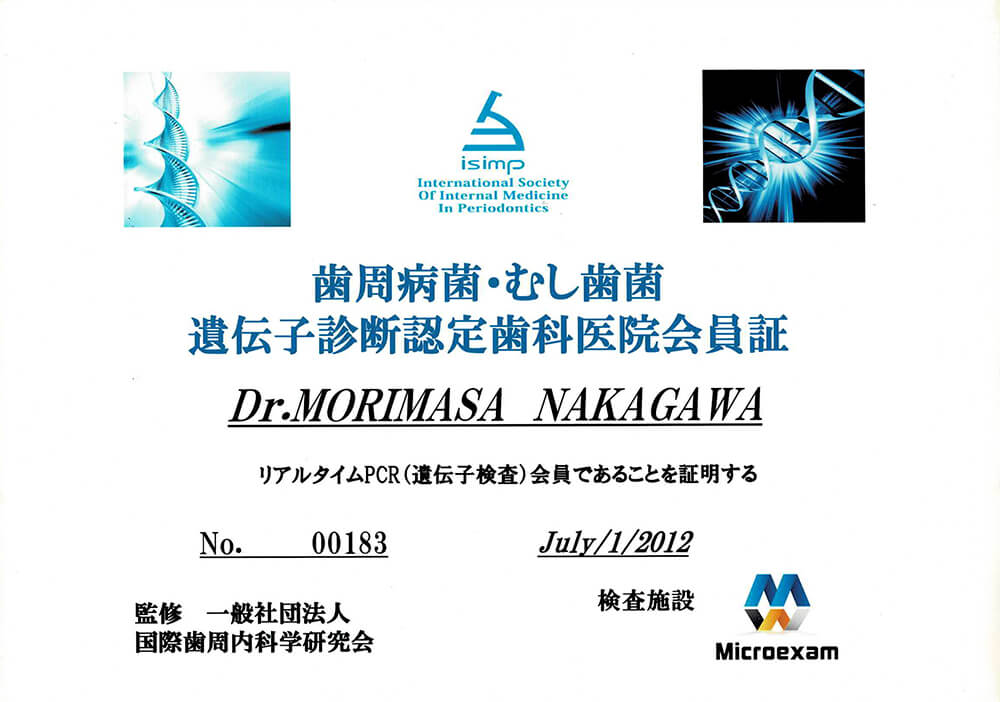 isimp
International Society
Of Internal Medicine
In Periodontics
歯周病菌・むし歯菌
遺伝子診断認定歯科医院会員証
Dr.MORIMASA NAKAGAWA
リアルタイムPCR(遺伝子検査)会員であることを証明する
No. 00183
July/1/2012
検査施設
監修 一般社団法人
国際歯周内科学研究会
Microexam